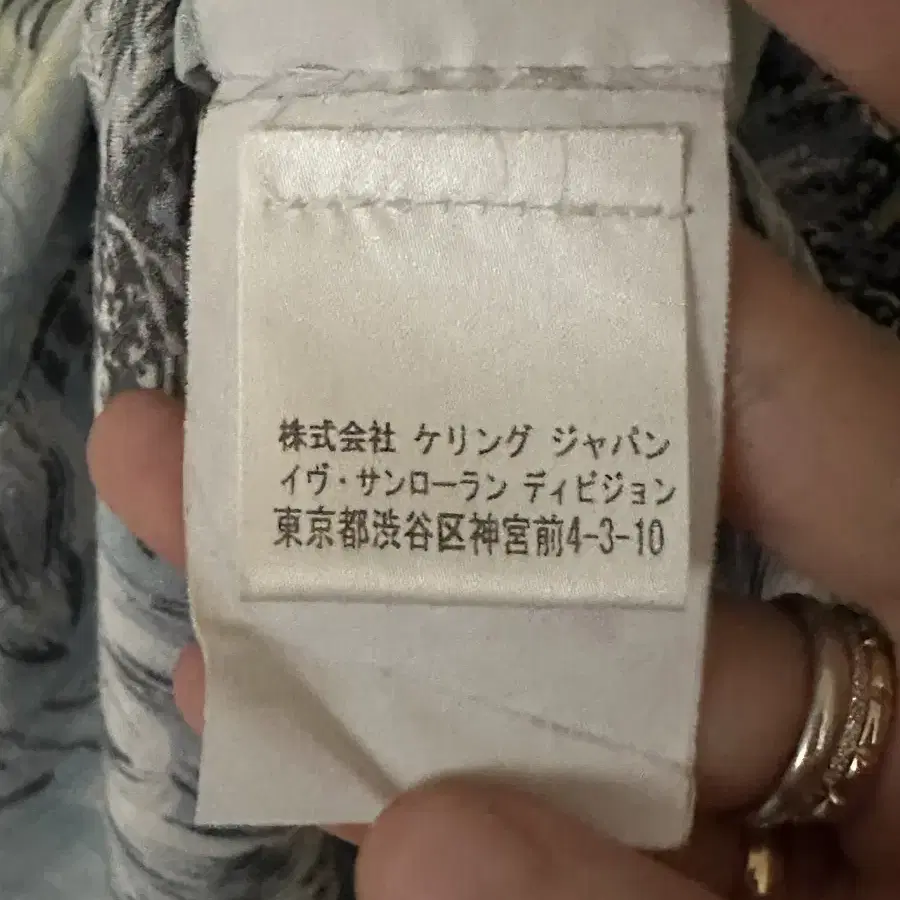 株式会社 ケリング ジャパン
イヴ・サンローラン ディビジョン
東京都渋谷区神宮前4-3-10